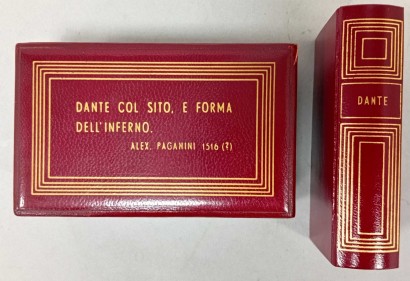 DANTE COL SITO, E FORMA
DELL'INFERNO.
ALEX. PAGANINI 1516 (?)
DANTE